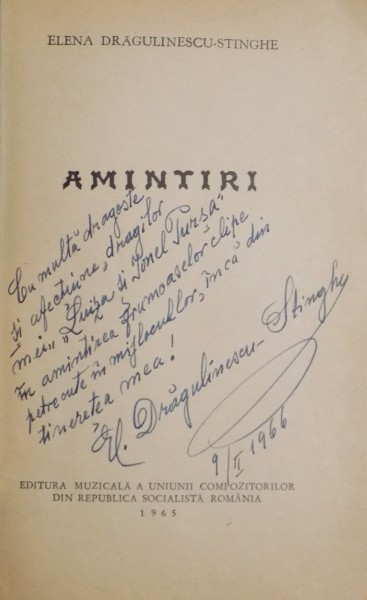 ELENA DRĂGULINESCU-STINGHE
AMINTIRI
Cu multă dragoste
și afecțiune, dragilor
mei „Luiza și Ionel Pursa"
în amintirea frumoaselor clipe
petrecute în mijlocul lor, încă din
tinerețea mea!
El. Drăgulinescu-Stinghe
9/II 1966
EDITURA MUZICALĂ A UNIUNII COMPOZITORILOR
DIN REPUBLICA SOCIALISTĂ ROMÂNIA
1965